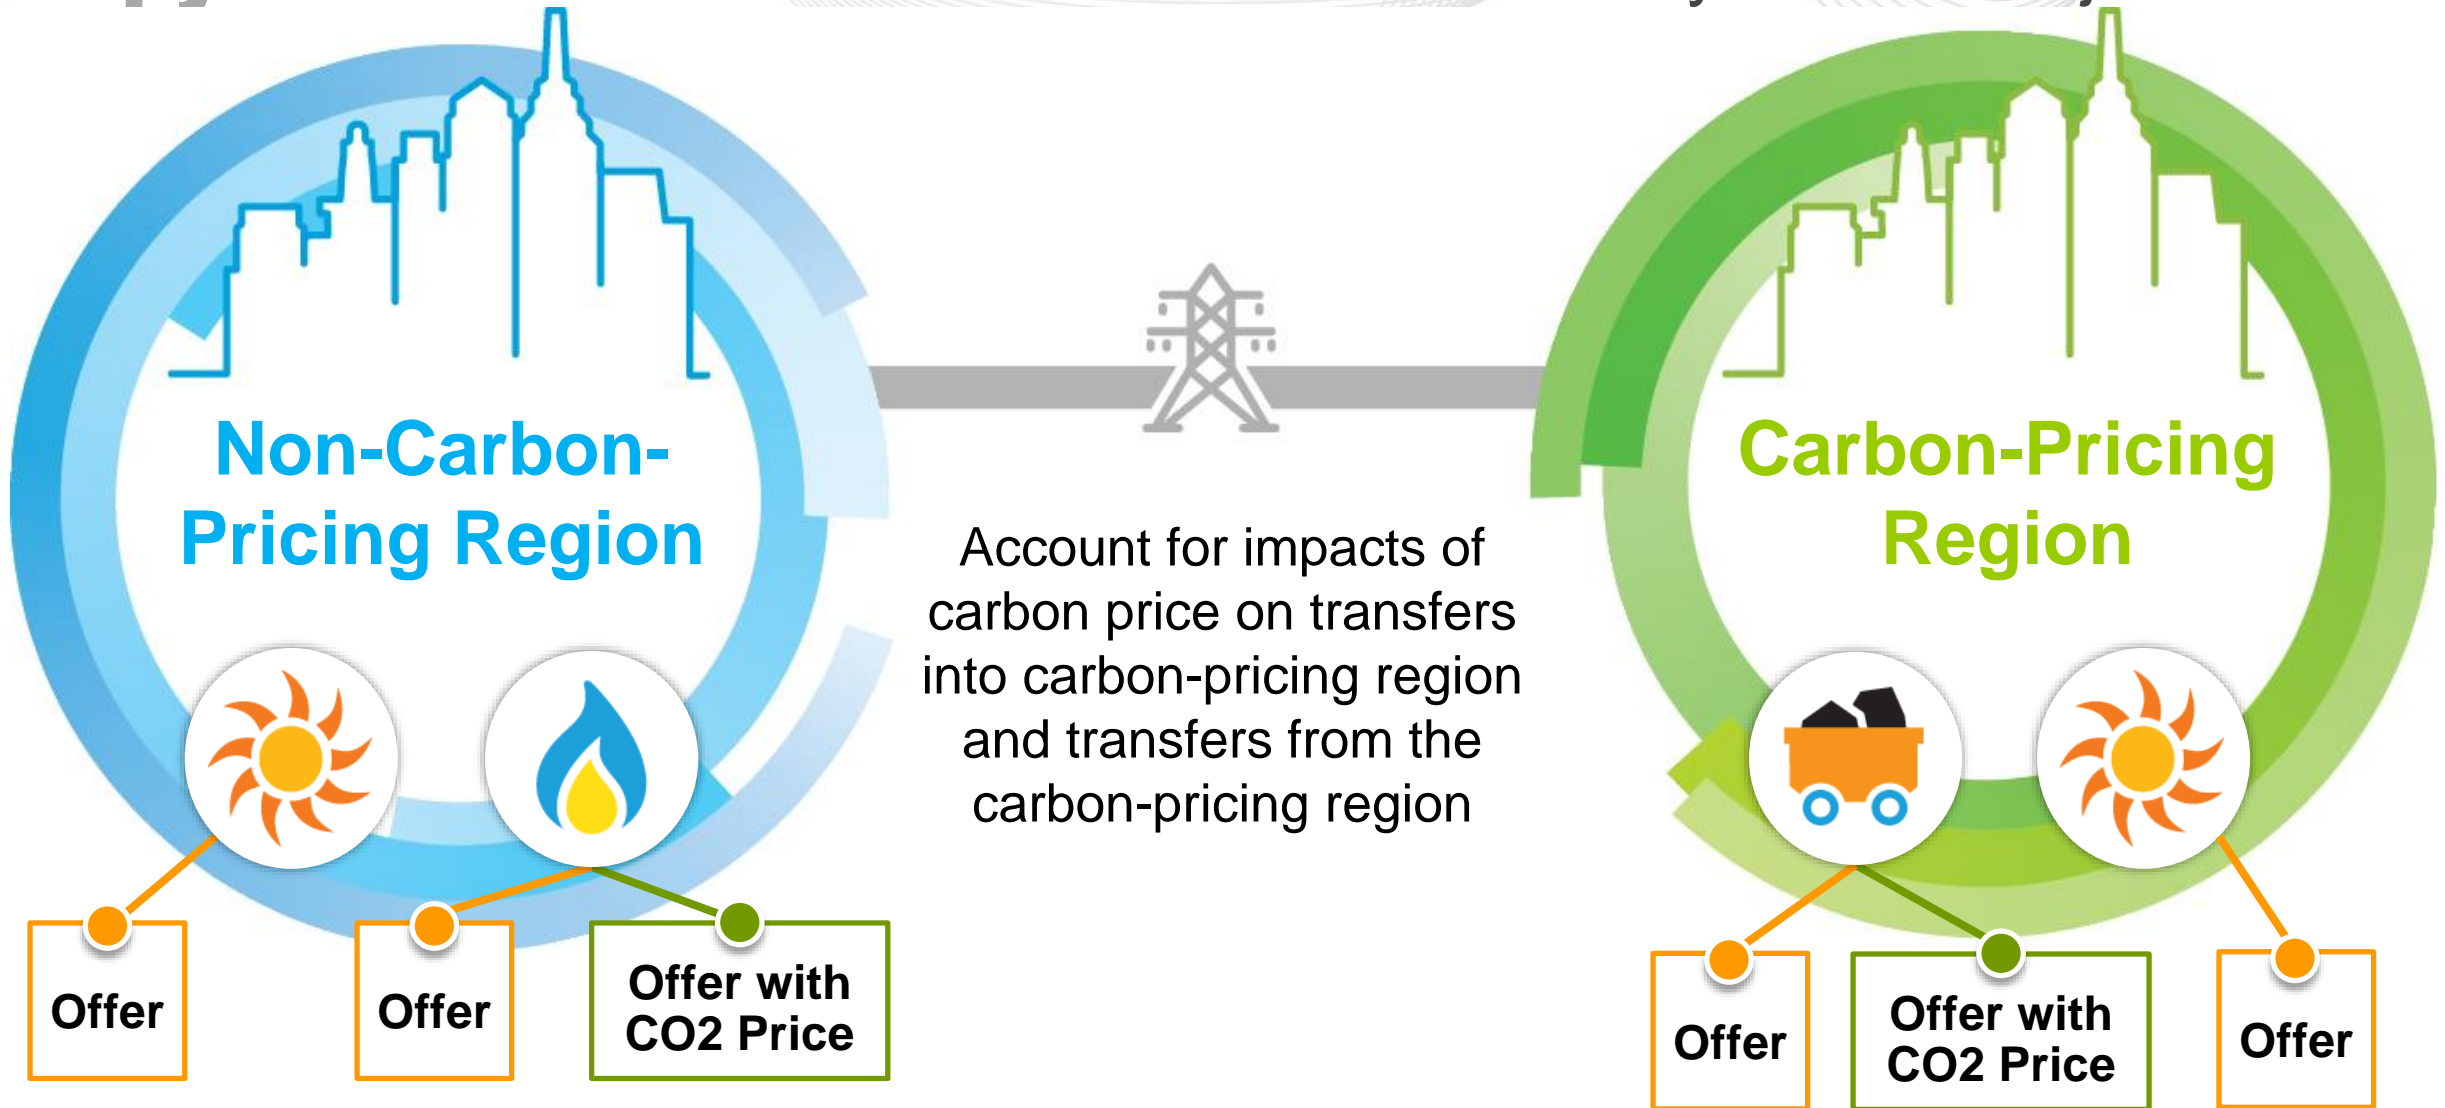 Non-Carbon-
Pricing Region
Carbon-Pricing
Region
Account for impacts of
carbon price on transfers
into carbon-pricing region
and transfers from the
carbon-pricing region
Offer
Offer
Offer with
CO2 Price
Offer
Offer with
CO2 Price
Offer